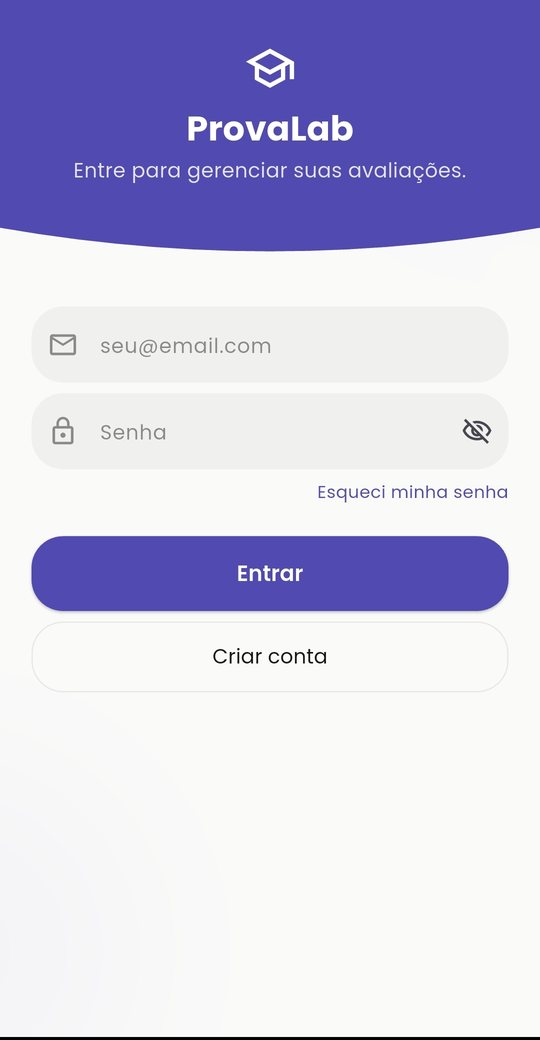 ProvaLab
Entre para gerenciar suas avaliações.
seu@email.com
Senha
Esqueci minha senha
Entrar
Criar conta